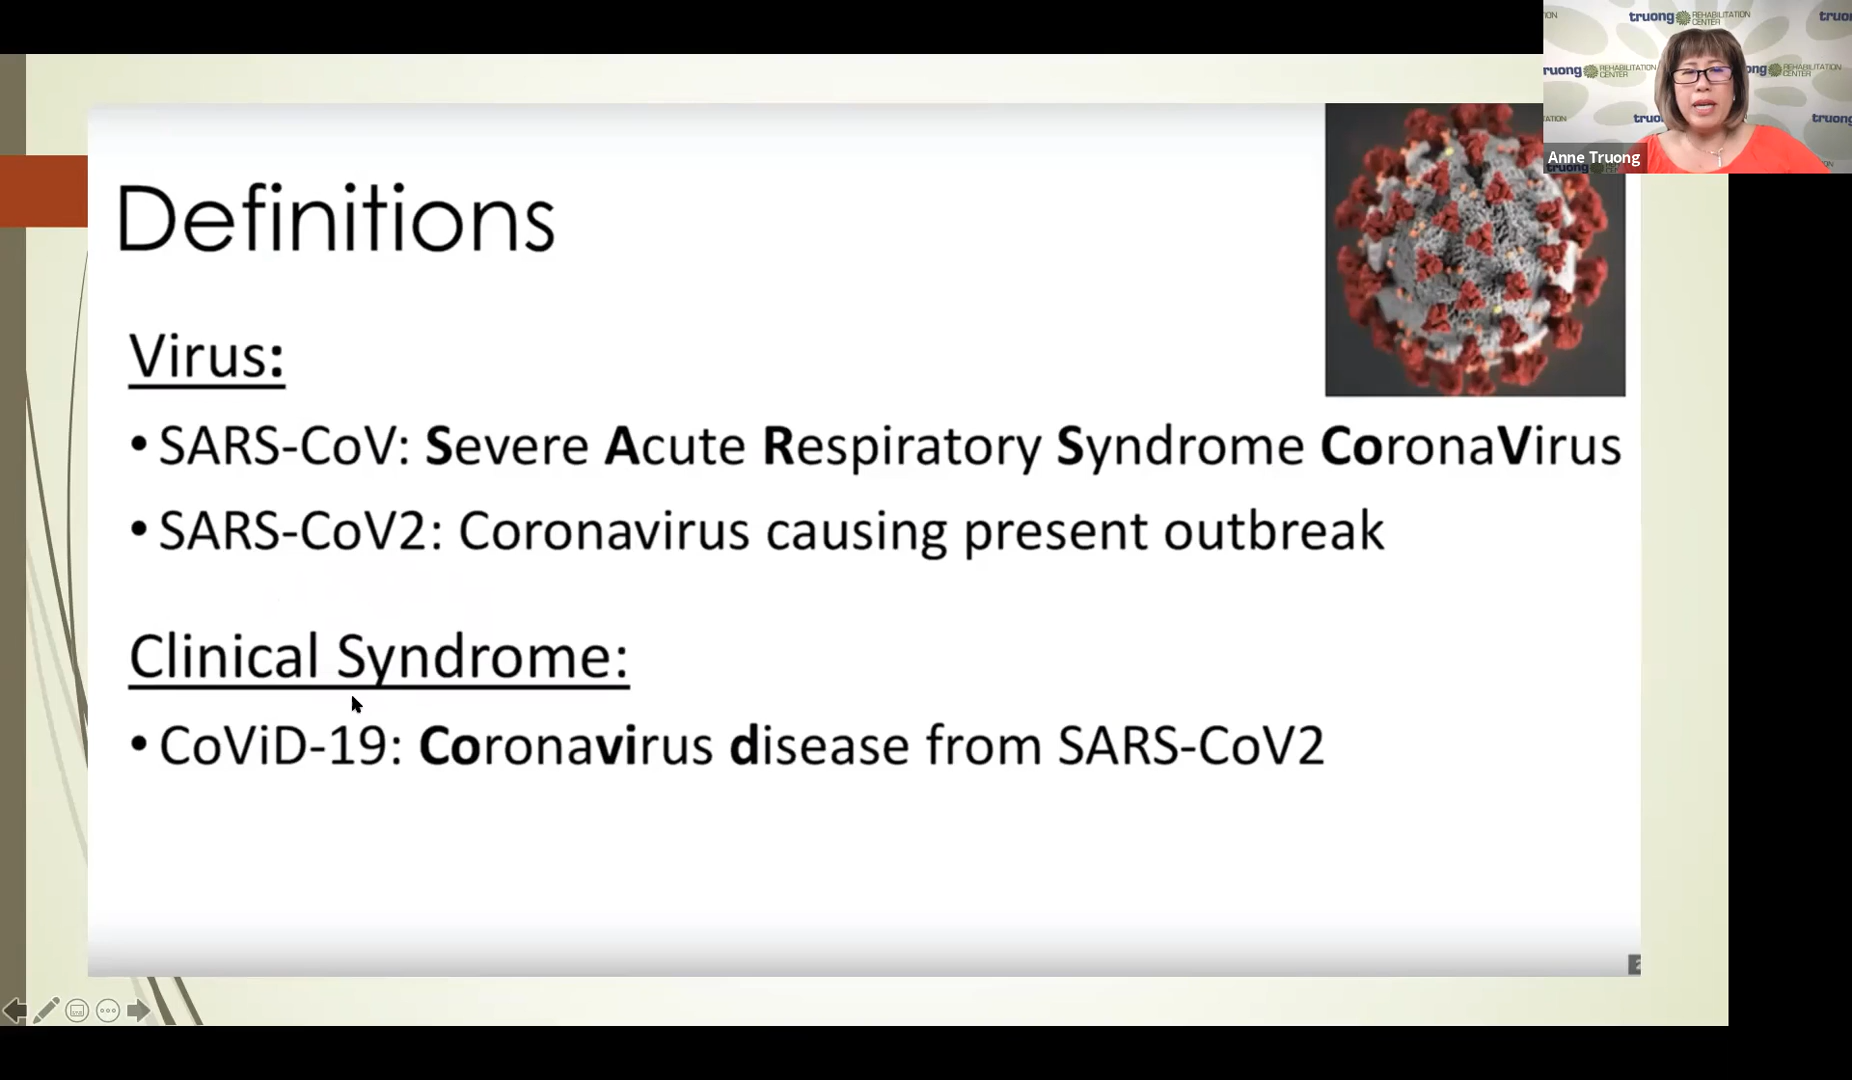 Definitions
Virus:
• SARS-CoV: Severe Acute Respiratory Syndrome CoronaVirus
• SARS-CoV2: Coronavirus causing present outbreak
Clinical Syndrome:
• CoViD-19: Coronavirus disease from SARS-CoV2
truong REHABILITATION CENTER
Anne Truong